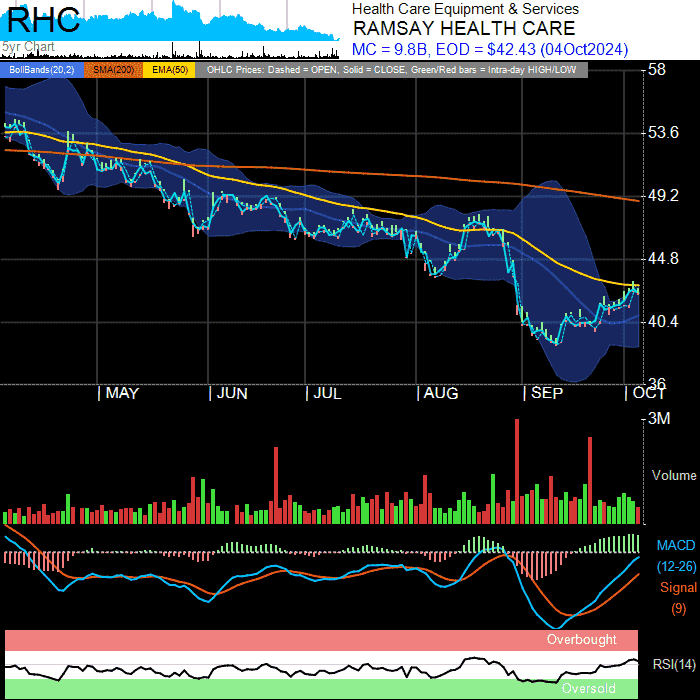 RHC
5yr Chart
Health Care Equipment & Services
RAMSAY HEALTH CARE
MC = 9.8B, EOD = $42.43 (04Oct2024)
BollBands(20,2) SMA(200) EMA(50) OHLC Prices: Dashed = OPEN, Solid = CLOSE, Green/Red bars = Intra-day HIGH/LOW
58
53.6
49.2
44.8
40.4
36
MAY JUN JUL AUG SEP OCT
3M
Volume
MACD
(12-26)
Signal
(9)
Overbought
RSI(14)
Oversold